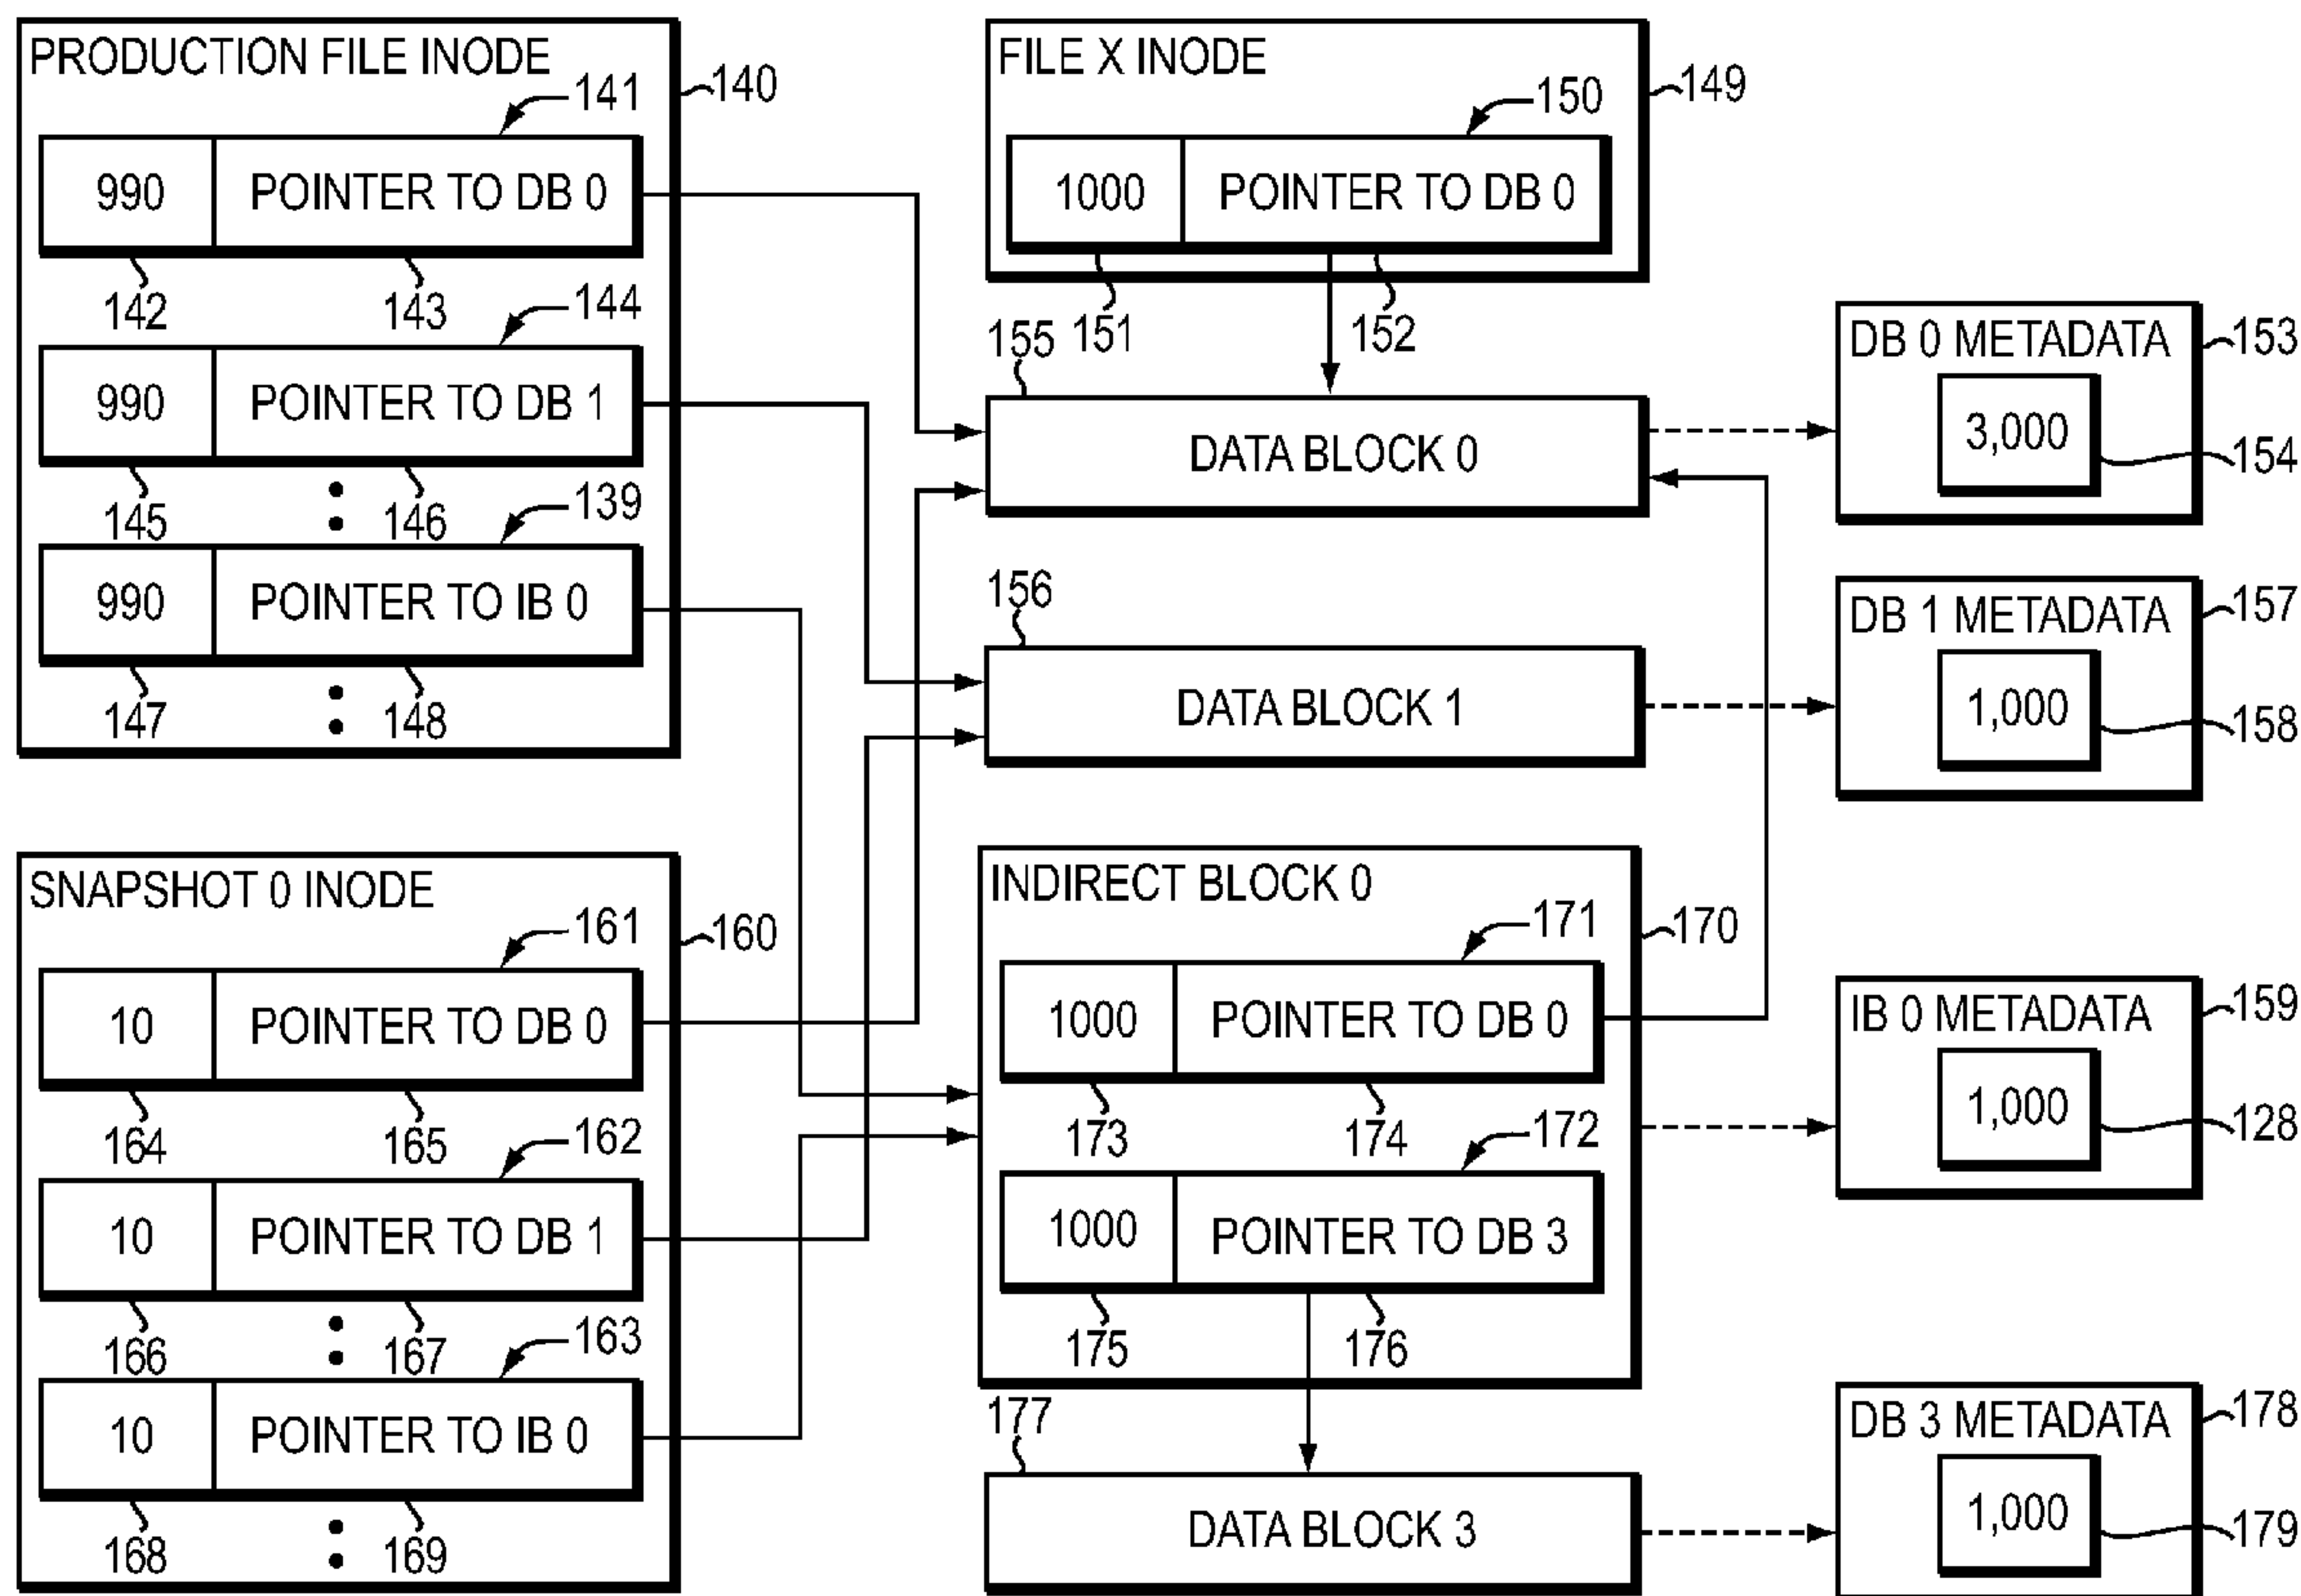 PRODUCTION FILE INODE
140
141
990 POINTER TO DB 0
142 143
144
990 POINTER TO DB 1
145 146
139
990 POINTER TO IB 0
147 148
FILE X INODE
149
150
1000 POINTER TO DB 0
151 152
155
DATA BLOCK 0
DB 0 METADATA
153
3,000
154
156
DATA BLOCK 1
DB 1 METADATA
157
1,000
158
SNAPSHOT 0 INODE
160
161
10 POINTER TO DB 0
164 165
162
10 POINTER TO DB 1
166 167
163
10 POINTER TO IB 0
168 169
INDIRECT BLOCK 0
170
171
1000 POINTER TO DB 0
173 174
172
1000 POINTER TO DB 3
175 176
IB 0 METADATA
159
1,000
128
177
DATA BLOCK 3
DB 3 METADATA
178
1,000
179